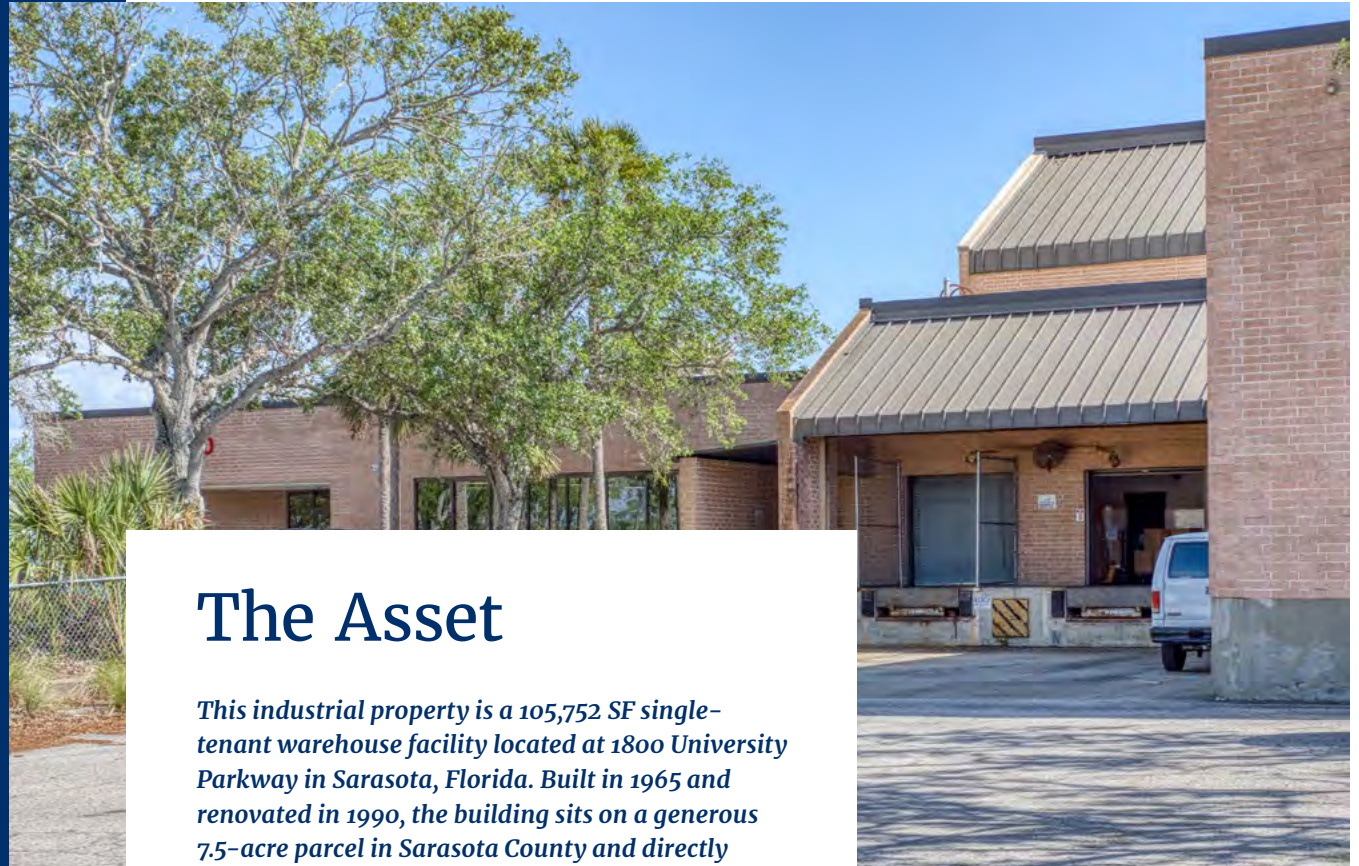 The Asset
This industrial property is a 105,752 SF single-
tenant warehouse facility located at 1800 University
Parkway in Sarasota, Florida. Built in 1965 and
renovated in 1990, the building sits on a generous
7.5-acre parcel in Sarasota County and directly